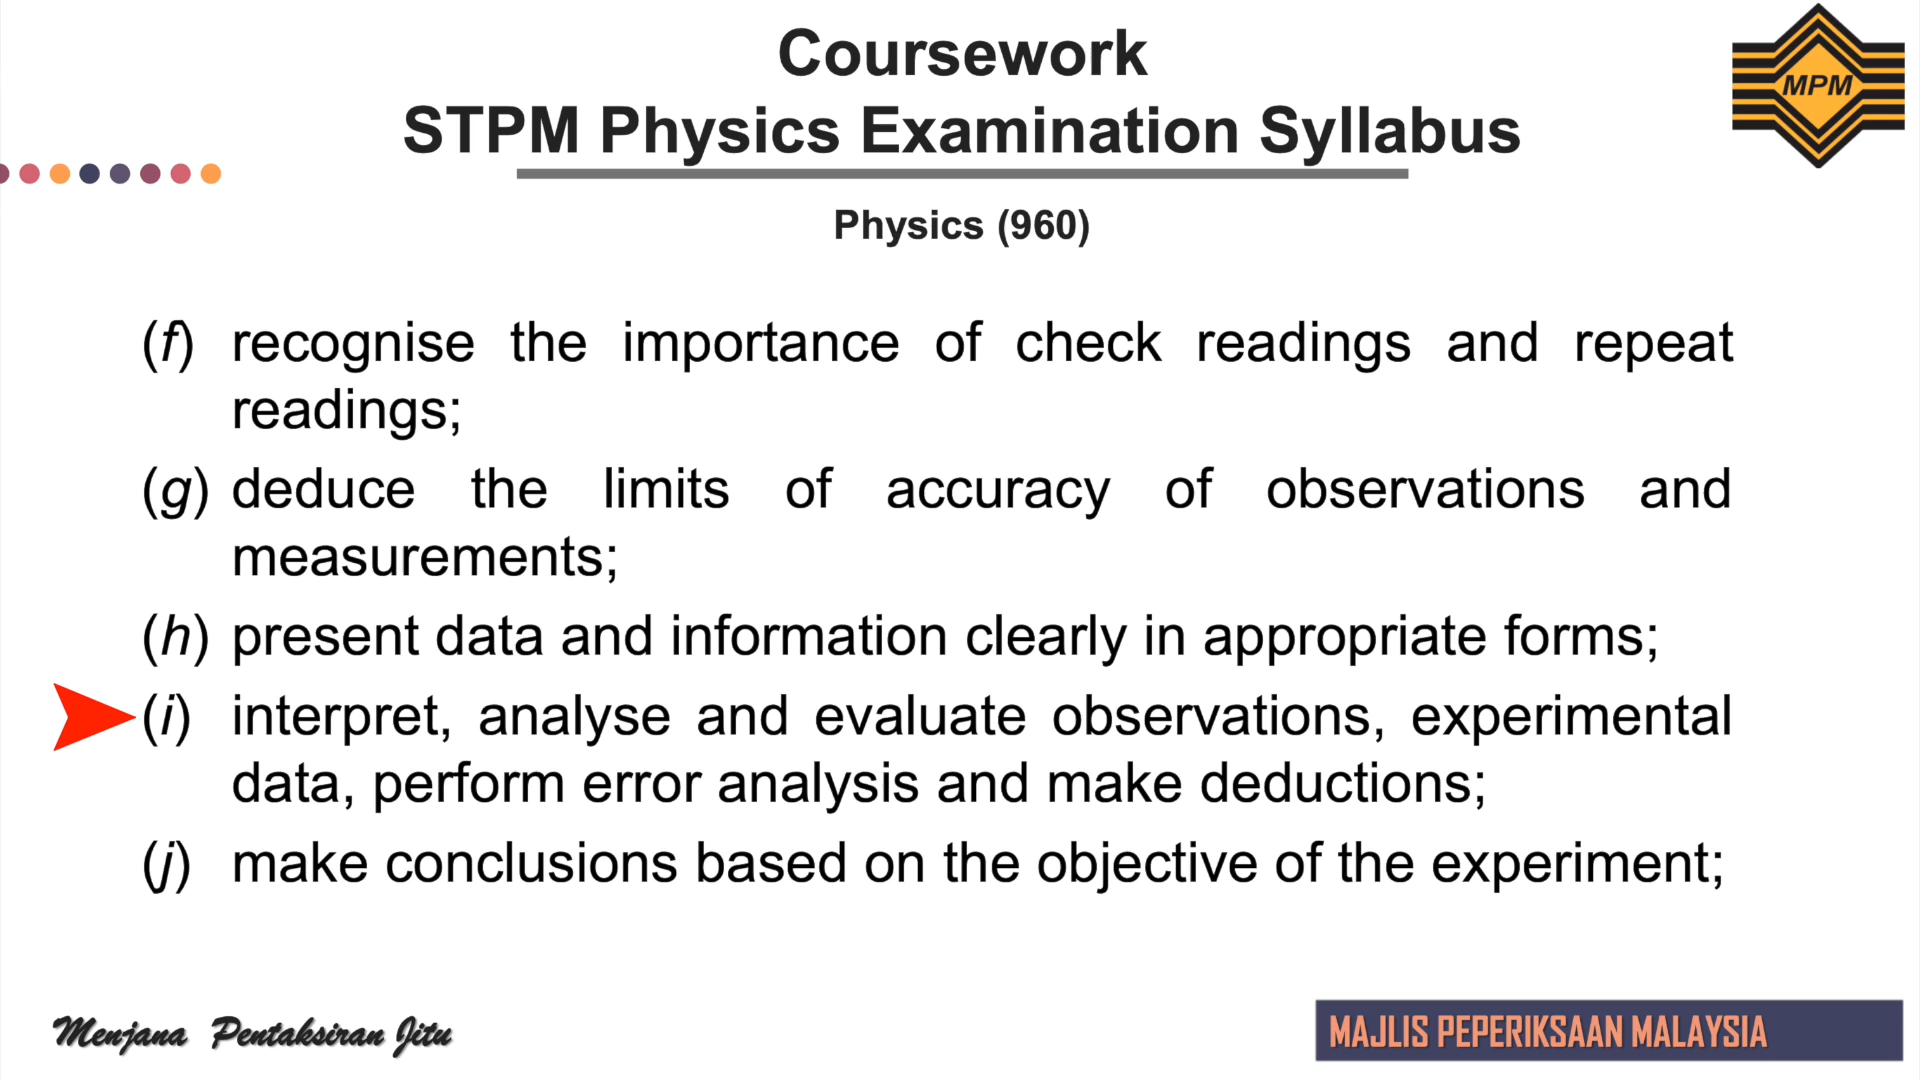 Coursework
STPM Physics Examination Syllabus
MPM
Physics (960)
(f) recognise the importance of check readings and repeat
readings;
(g) deduce the limits of accuracy of observations and
measurements;
(h) present data and information clearly in appropriate forms;
(i) interpret, analyse and evaluate observations, experimental
data, perform error analysis and make deductions;
(j) make conclusions based on the objective of the experiment;
Menjana Pentaksiran Jitu
MAJLIS PEPERIKSAAN MALAYSIA